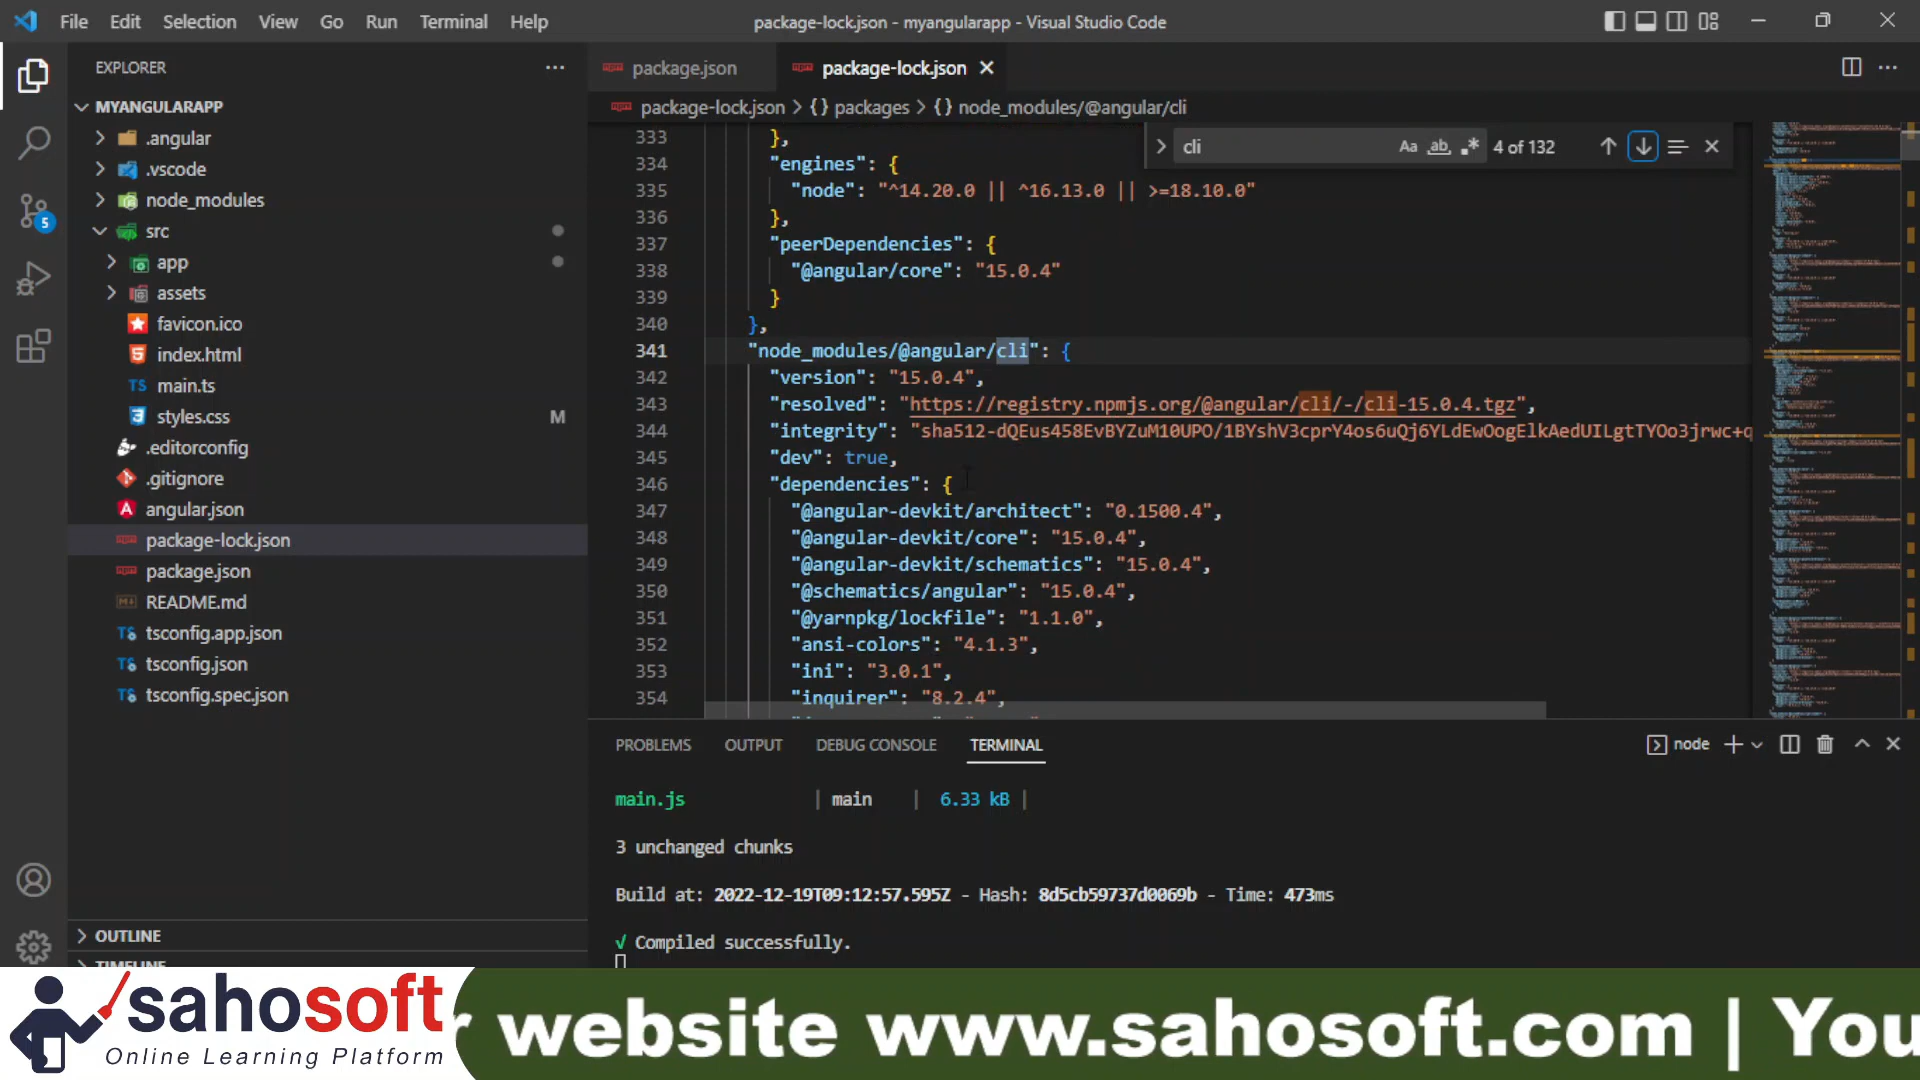 File Edit Selection View Go Run Terminal Help
package-lock.json - myangularapp - Visual Studio Code
EXPLORER
MYANGULARAPP
.angular
.vscode
node_modules
src
app
assets
favicon.ico
index.html
TS main.ts
styles.css M
.editorconfig
.gitignore
angular.json
package-lock.json
package.json
README.md
TS tsconfig.app.json
TS tsconfig.json
TS tsconfig.spec.json
OUTLINE
TIMELINE
5
package.json package-lock.json
package-lock.json > {} packages > {} node_modules/@angular/cli
cli Aa ab 4 of 132
333 },
334 "engines": {
335 "node": "^14.20.0 || ^16.13.0 || >=18.10.0"
336 },
337 "peerDependencies": {
338 "@angular/core": "15.0.4"
339 }
340 },
341 "node_modules/@angular/cli": {
342 "version": "15.0.4",
343 "resolved": "https://registry.npmjs.org/@angular/cli/-/cli-15.0.4.tgz",
344 "integrity": "sha512-dQEus458EvBYZuM10UPO/1BYshV3cprY4os6uQj6YLdEwOogElkAedUILgtTYOo3jrwc+q
345 "dev": true,
346 "dependencies": {
347 "@angular-devkit/architect": "0.1500.4",
348 "@angular-devkit/core": "15.0.4",
349 "@angular-devkit/schematics": "15.0.4",
350 "@schematics/angular": "15.0.4",
351 "@yarnpkg/lockfile": "1.1.0",
352 "ansi-colors": "4.1.3",
353 "ini": "3.0.1",
354 "inquirer": "8.2.4",
PROBLEMS OUTPUT DEBUG CONSOLE TERMINAL
node
main.js | main | 6.33 kB |
3 unchanged chunks
Build at: 2022-12-19T09:12:57.595Z - Hash: 8d5cb59737d0069b - Time: 473ms
√ Compiled successfully.
sahosoft
Online Learning Platform
r website www.sahosoft.com | You